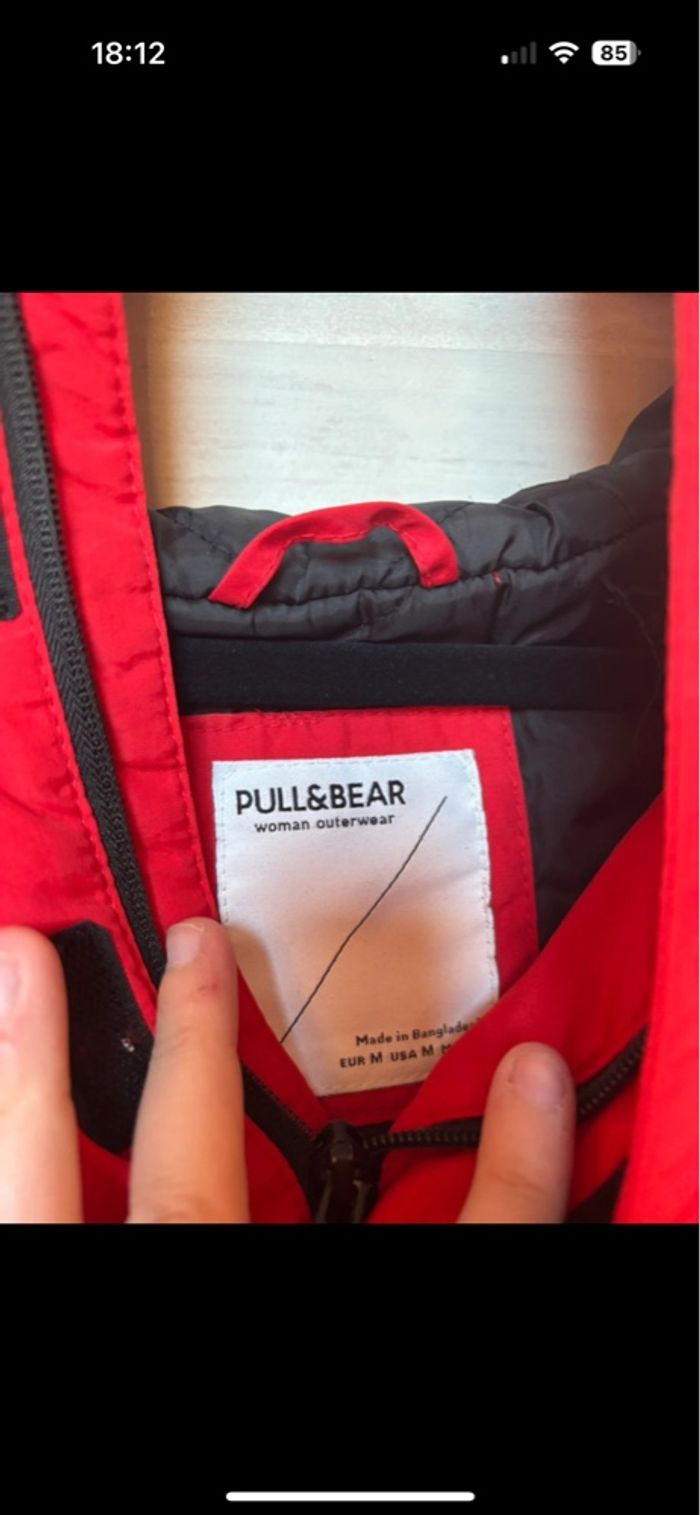 18:12
85
PULL&BEAR
woman outerwear
Made in
EUR M USA M